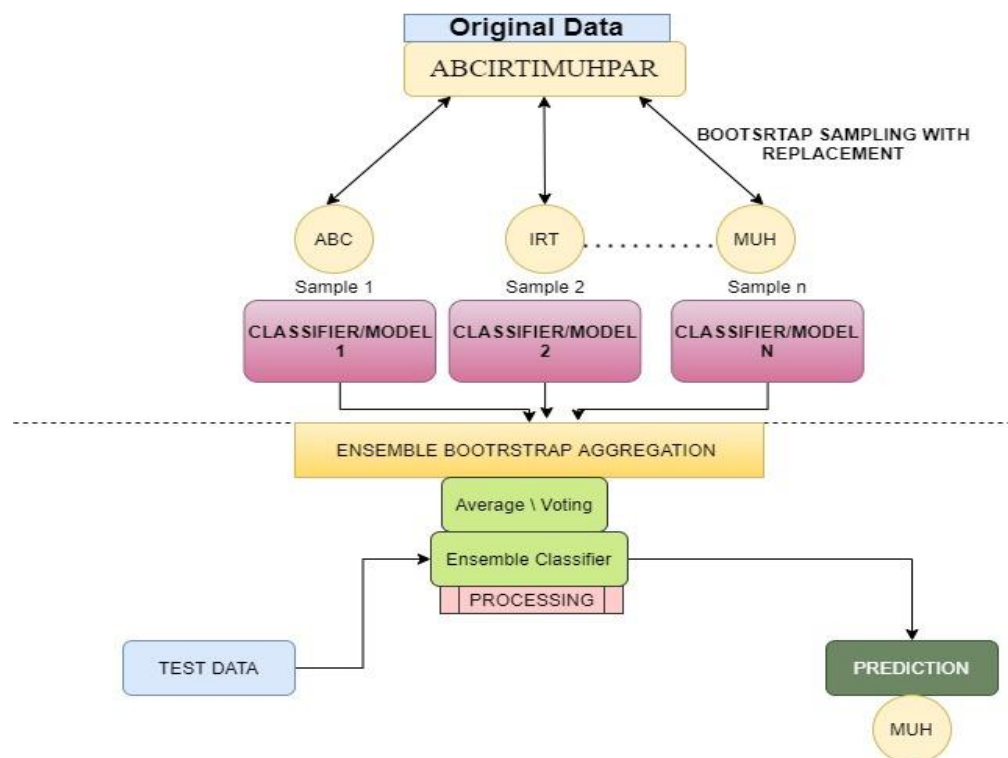 Original Data
ABCIRTIMUHPAR
BOOTSRTAP SAMPLING WITH
REPLACEMENT
ABC
IRT
MUH
Sample 1
Sample 2
Sample n
CLASSIFIER/MODEL
1
CLASSIFIER/MODEL
2
CLASSIFIER/MODEL
N
ENSEMBLE BOOTRSTRAP AGGREGATION
Average \ Voting
Ensemble Classifier
PROCESSING
TEST DATA
PREDICTION
MUH